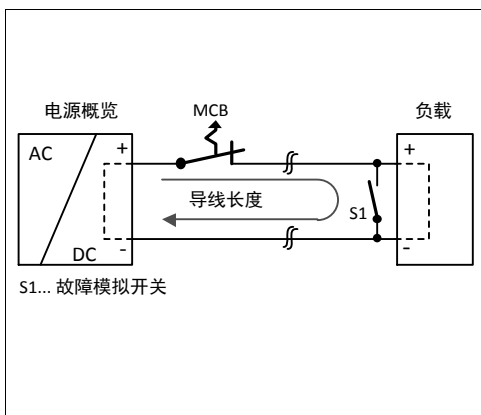 电源概览
MCB
负载
AC
+
+
导线长度
S1
DC
-
-
S1... 故障模拟开关